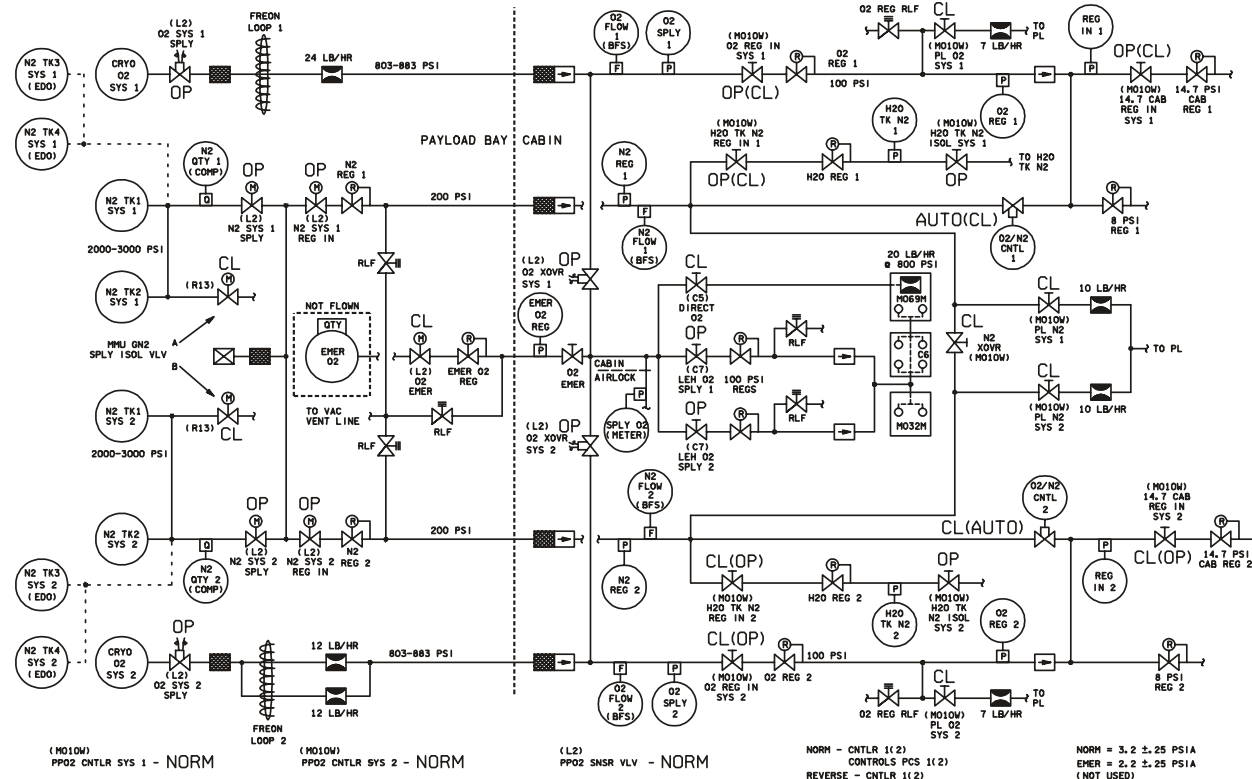 N2 TK3
SYS 1
(EDO)
CRYO
O2
SYS 1
(L2)
O2 SYS 1
SPLY
OP
FREON
LOOP 1
24 LB/HR
803-883 PSI
O2
FLOW
1
(BFS)
F
O2
SPLY
1
P
(MO10W)
O2 REG IN
SYS 1
OP(CL)
R
O2
REG 1
100 PSI
O2 REG RLF
CL
(MO10W)
PL O2
SYS 1
7 LB/HR
TO
PL
P
O2
REG 1
REG
IN 1
P
OP(CL)
(MO10W)
14.7 CAB
REG IN
SYS 1
R
14.7 PSI
CAB
REG 1
N2 TK4
SYS 1
(EDO)
PAYLOAD BAY
CABIN
N2
QTY 1
(COMP)
Q
OP
M
(L2)
N2 SYS 1
SPLY
OP
M
(L2)
N2 SYS 1
REG IN
N2
REG 1
R
200 PSI
N2
REG
1
P
F
N2
FLOW
1
(BFS)
(MO10W)
H2O TK N2
REG IN 1
OP(CL)
R
H2O REG 1
H2O
TK N2
1
P
(MO10W)
H2O TK N2
ISOL SYS 1
OP
TO H2O
TK N2
AUTO(CL)
O2/N2
CNTL
1
R
8 PSI
REG 1
N2 TK1
SYS 1
2000-3000 PSI
N2 TK2
SYS 1
(R13)
CL
M
MMU GN2
SPLY ISOL VLV
A
B
RLF
NOT FLOWN
QTY
EMER
O2
TO VAC
VENT LINE
CL
M
(L2)
O2
EMER
R
EMER O2
REG
RLF
EMER
O2
REG
P
O2
EMER
(L2)
O2 XOVR
SYS 1
OP
CABIN
AIRLOCK
P
SPLY O2
(METER)
CL
(C5)
DIRECT
O2
OP
(C7)
LEH O2
SPLY 1
R
100 PSI
REGS
RLF
20 LB/HR
@ 800 PSI
MO69M
C6
MO32M
OP
(C7)
LEH O2
SPLY 2
R
RLF
CL
N2
XOVR
(MO10W)
CL
(MO10W)
PL N2
SYS 1
10 LB/HR
TO PL
CL
(MO10W)
PL N2
SYS 2
10 LB/HR
N2 TK1
SYS 2
(R13)
M
CL
2000-3000 PSI
RLF
(L2)
O2 XOVR
SYS 2
OP
N2 TK2
SYS 2
Q
N2
QTY 2
(COMP)
OP
M
(L2)
N2 SYS 2
SPLY
OP
M
(L2)
N2 SYS 2
REG IN
R
N2
REG 2
200 PSI
N2
FLOW
2
(BFS)
F
P
N2
REG 2
CL(OP)
(MO10W)
H2O TK N2
REG IN 2
R
H2O REG 2
P
H2O
TK N2
2
OP
(MO10W)
H2O TK
N2 ISOL
SYS 2
CL(AUTO)
O2/N2
CNTL
2
P
REG
IN 2
(MO10W)
14.7 CAB
REG IN
SYS 2
CL(OP)
R
14.7 PSI
CAB REG 2
N2 TK3
SYS 2
(EDO)
N2 TK4
SYS 2
(EDO)
CRYO
O2
SYS 2
OP
(L2)
O2 SYS 2
SPLY
FREON
LOOP 2
12 LB/HR
12 LB/HR
803-883 PSI
F
O2
FLOW
2
(BFS)
P
O2
SPLY
2
CL(OP)
(MO10W)
O2 REG IN
SYS 2
R
O2 REG 2
100 PSI
O2 REG RLF
CL
(MO10W)
PL O2
SYS 2
7 LB/HR
TO
PL
O2
REG 2
P
R
8 PSI
REG 2
(MO10W)
PPO2 CNTLR SYS 1 - NORM
(MO10W)
PPO2 CNTLR SYS 2 - NORM
(L2)
PPO2 SNSR VLV - NORM
NORM - CNTLR 1(2)
CONTROLS PCS 1(2)
REVERSE - CNTLR 1(2)
NORM = 3.2 ±.25 PSIA
EMER = 2.2 ±.25 PSIA
(NOT USED)